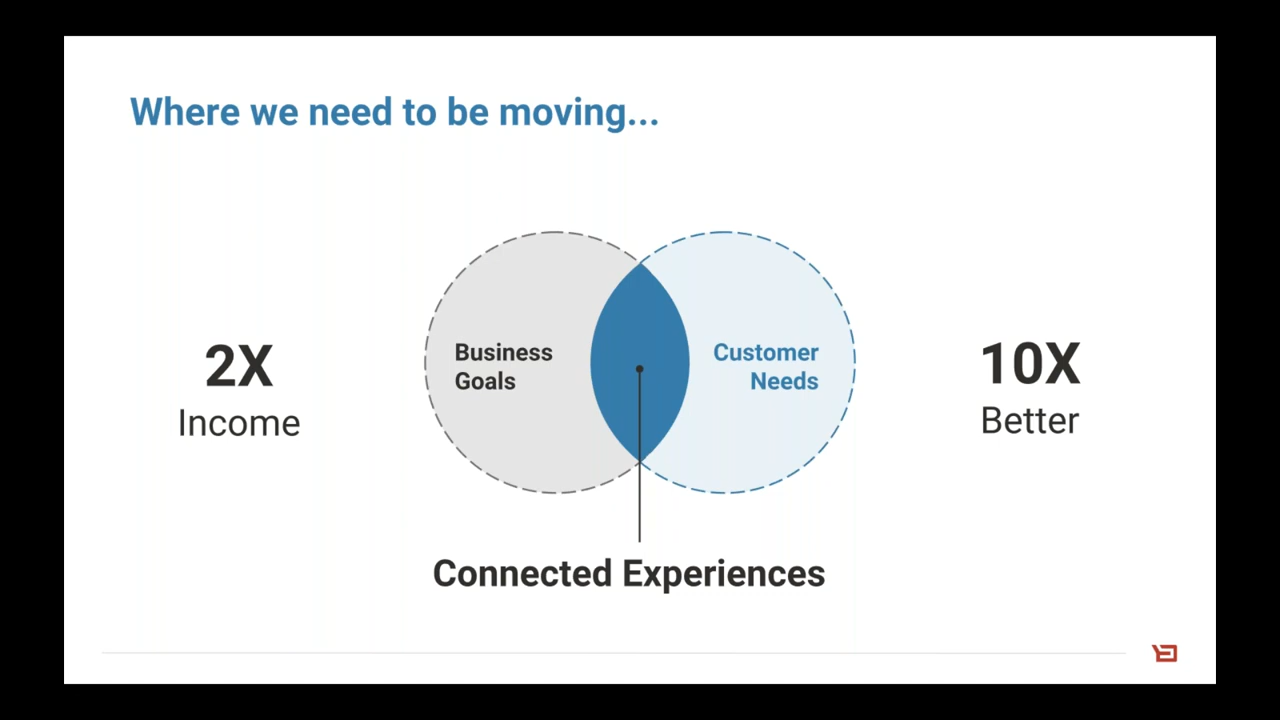 Where we need to be moving...
2X
Income
Business
Goals
Customer
Needs
10X
Better
Connected Experiences